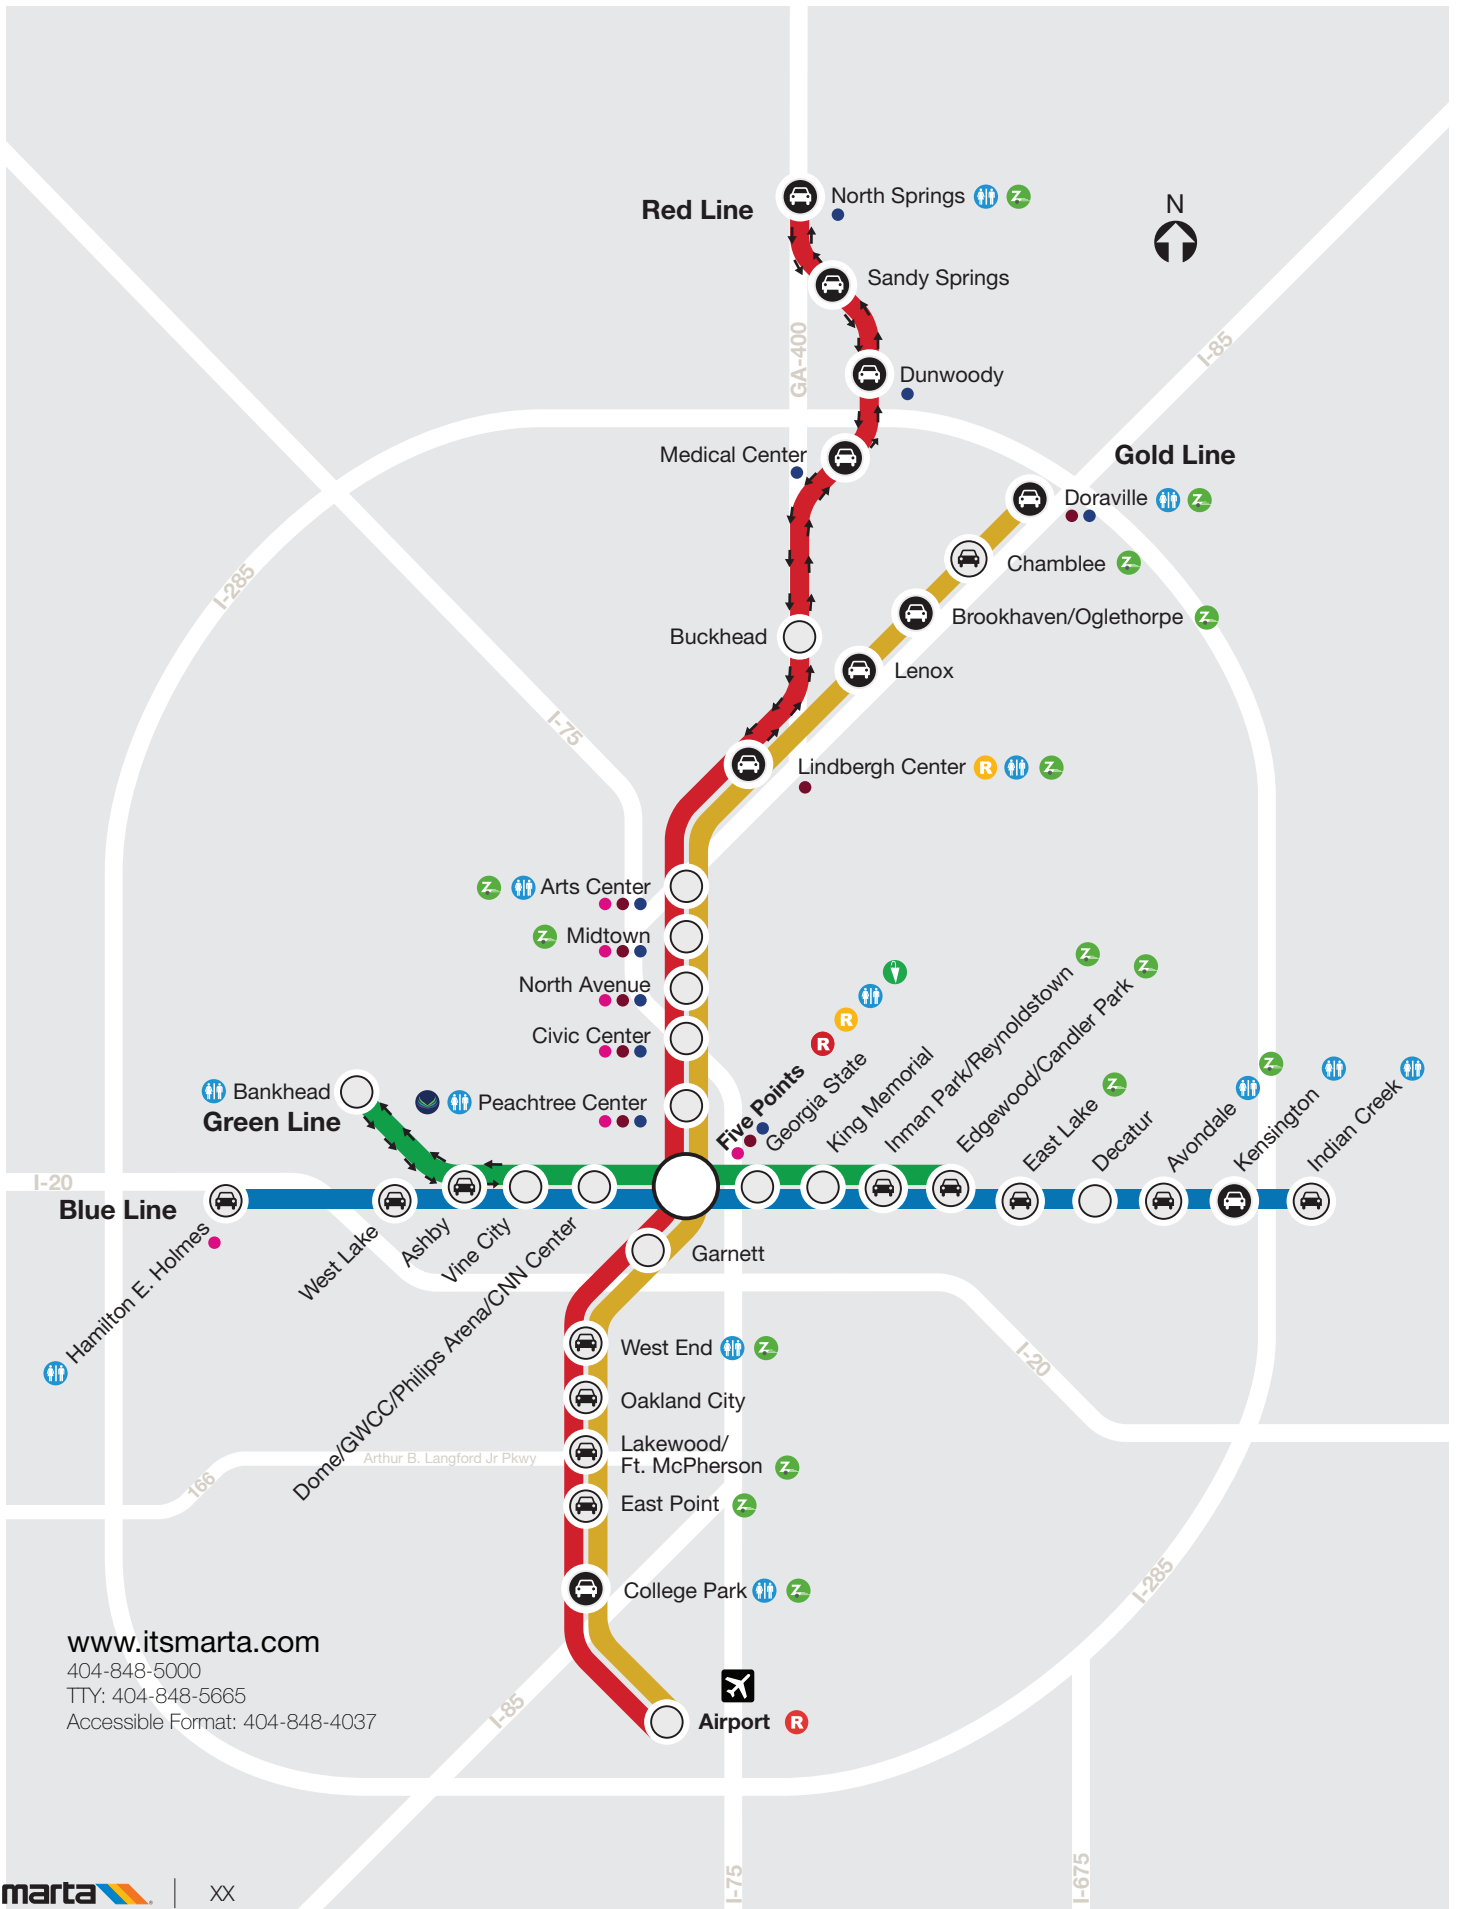 North Springs
Red Line
N
Sandy Springs
GA-400
I-85
Dunwoody
Medical Center
Gold Line
Doraville
Chamble​e
I-285
Brookhaven/Oglethorpe
Buckhead
Lenox
I-75
Lindbergh Center
R
Z
Arts Center
Midtown
North Avenue
Civic Center
Bankhead
Green Line
Peachtree Center
Five Points
R
R
Georgia State
King Memorial
Inman Park/Reynoldstown
Edgewood/Candler Park
East Lake
Decatur
Avondale
Kensington
Indian Creek
I-20
Blue Line
Hamilton E. Holmes
West Lake
Ashby
Vine City
Dome/GWCC/Philips Arena/CNN Center
Garnett
West End
I-20
Oakland City
Lakewood/
Ft. McPherson
Arthur B. Langford Jr Pkwy
166
East Point
College Park
I-285
www.itsmarta.com
404-848-5000
TTY: 404-848-5665
Accessible Format: 404-848-4037
I-85
Airport
R
I-75
I-675
marta
XX